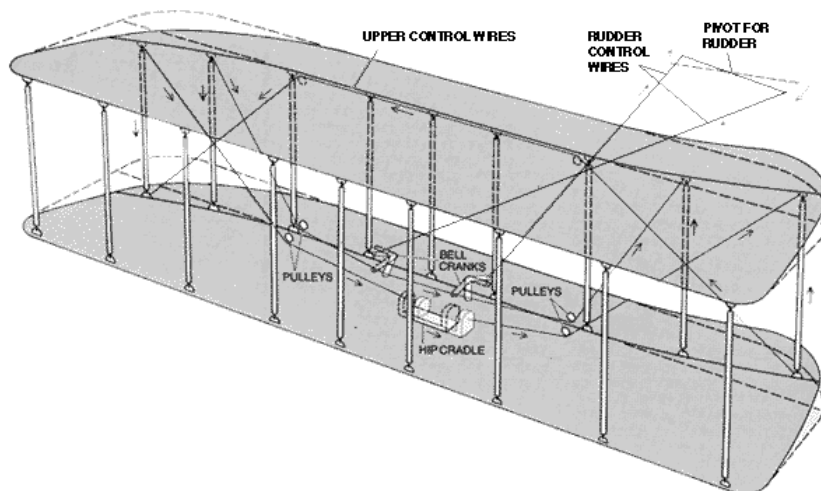 UPPER CONTROL WIRES
RUDDER
CONTROL
WIRES
PIVOT FOR
RUDDER
PULLEYS
BELL
CRANKS
PULLEYS
HIP CRADLE